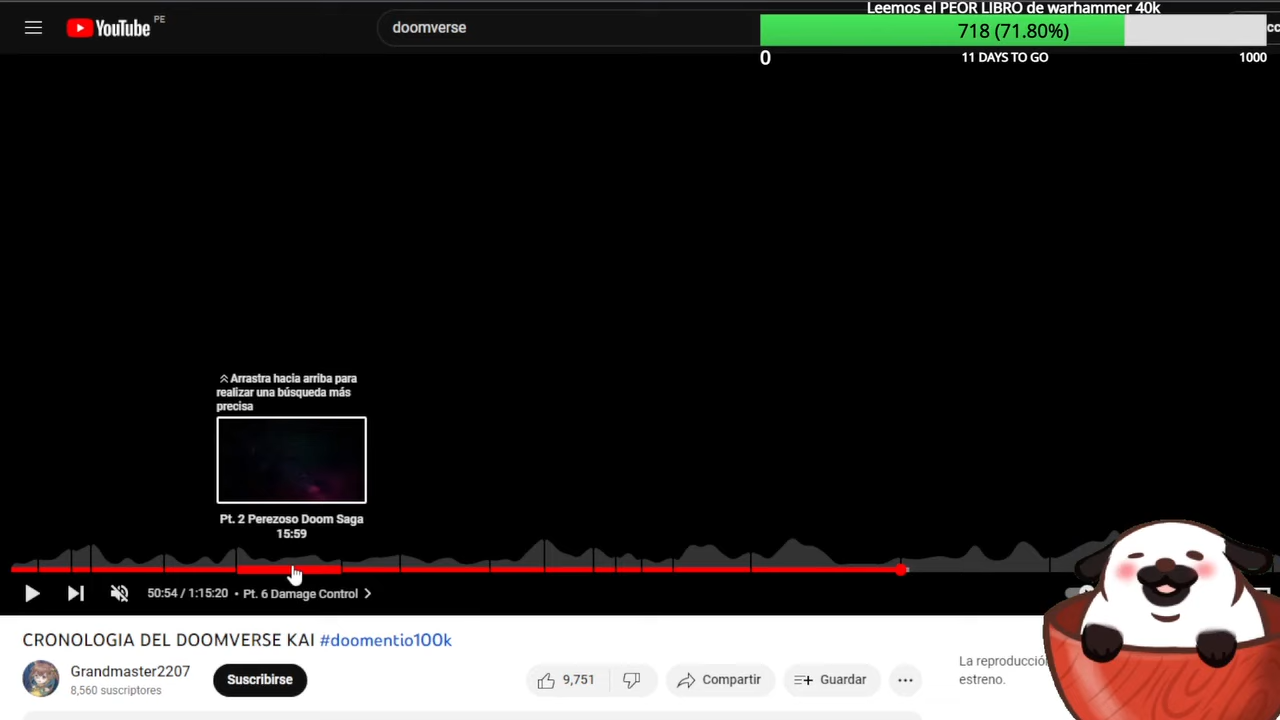 YouTube PE
doomverse
Leemos el PEOR LIBRO de warhammer 40k
718 (71.80%)
0
11 DAYS TO GO
1000
Arrastra hacia arriba para
realizar una búsqueda más
precisa
Pt. 2 Perezoso Doom Saga
15:59
50:54 / 1:15:20 • Pt. 6 Damage Control
CRONOLOGIA DEL DOOMVERSE KAI #doomentio100k
Grandmaster2207
8,560 suscriptores
Suscribirse
9,751
Compartir
Guardar
La reproducció
estreno.